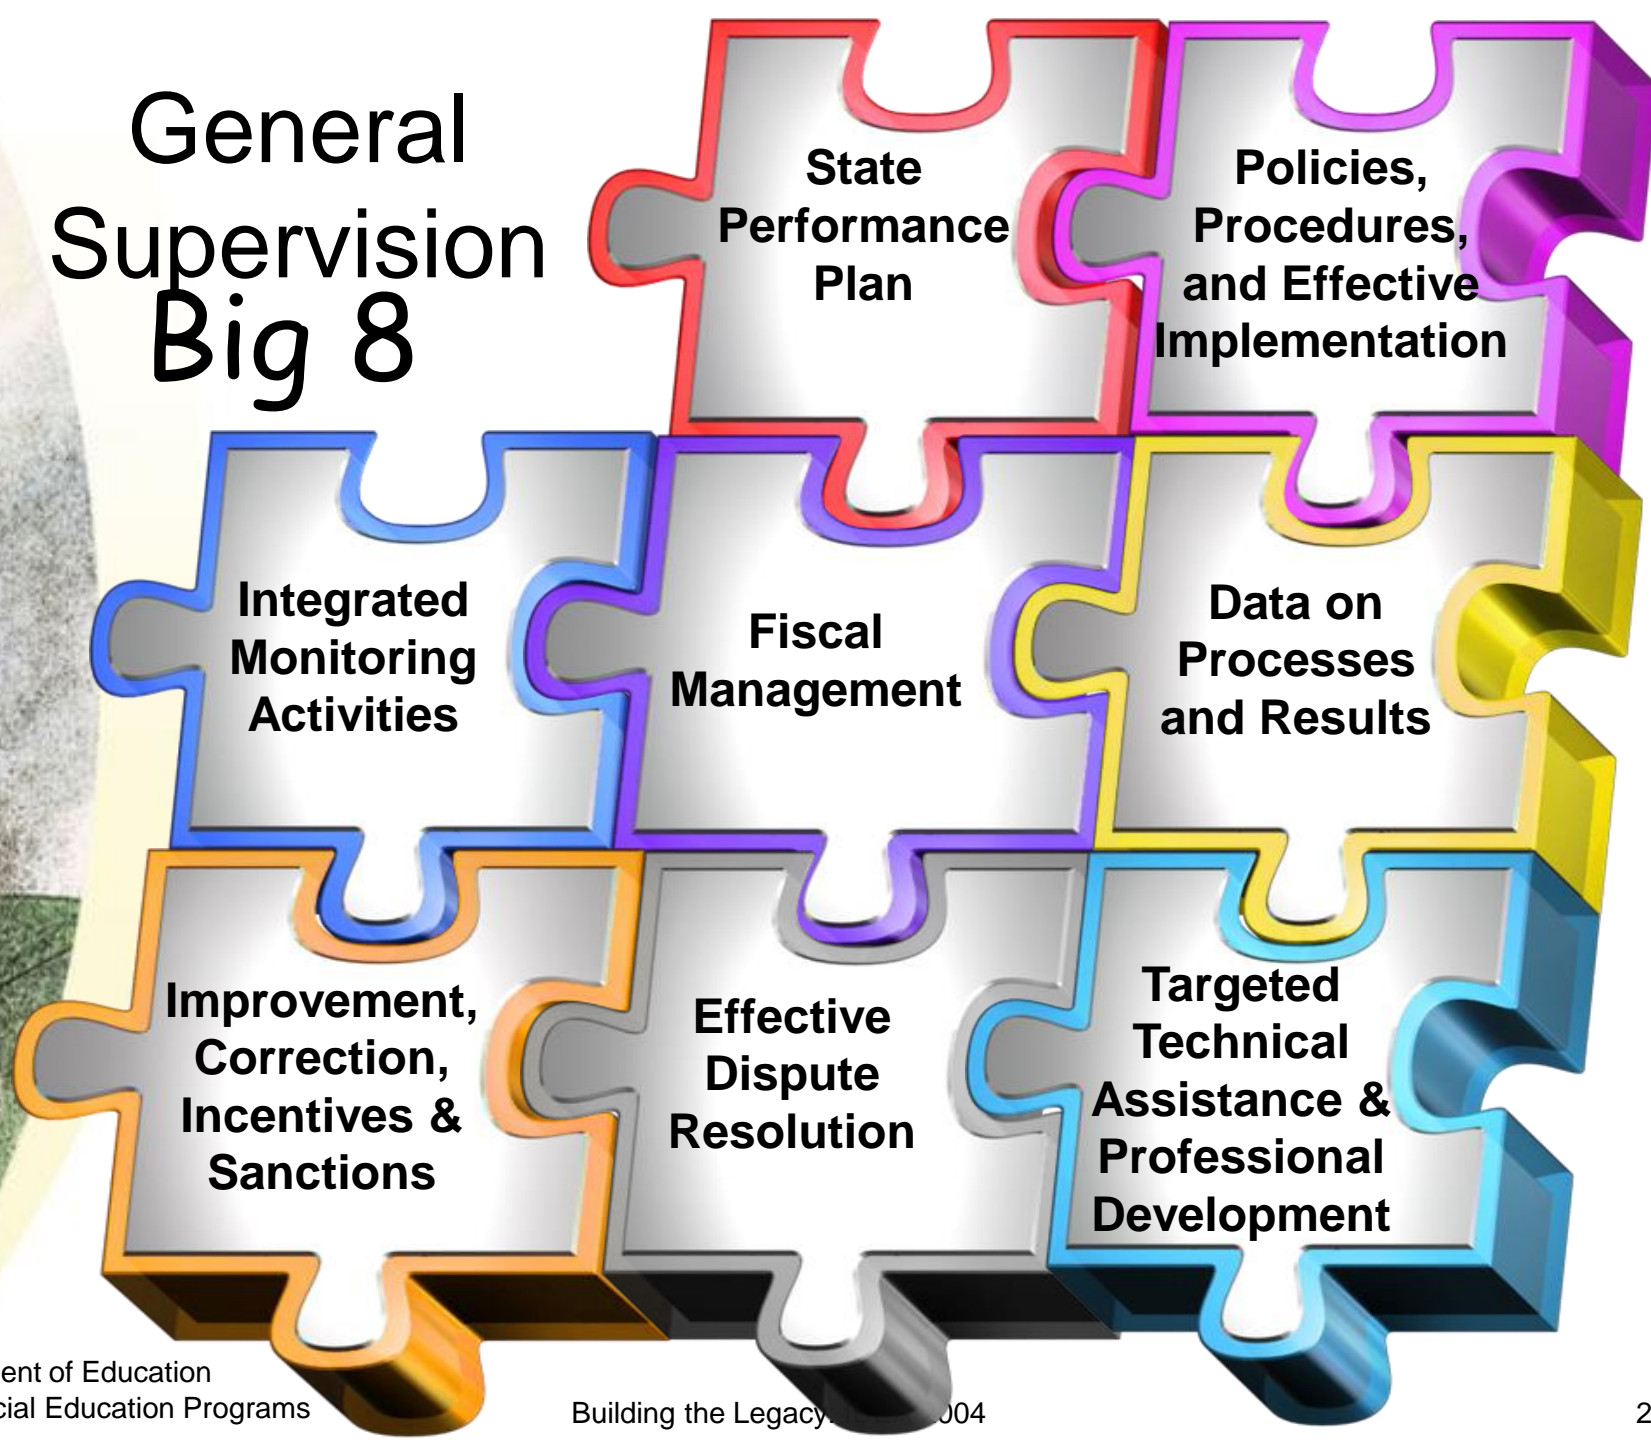 General
Supervision
Big 8
State
Performance
Plan
Policies,
Procedures,
and Effective
Implementation
Integrated
Monitoring
Activities
Fiscal
Management
Data on
Processes
and Results
Improvement,
Correction,
Incentives &
Sanctions
Effective
Dispute
Resolution
Targeted
Technical
Assistance &
Professional
Development
ent of Education
cial Education Programs
Building the Legacy 004
2